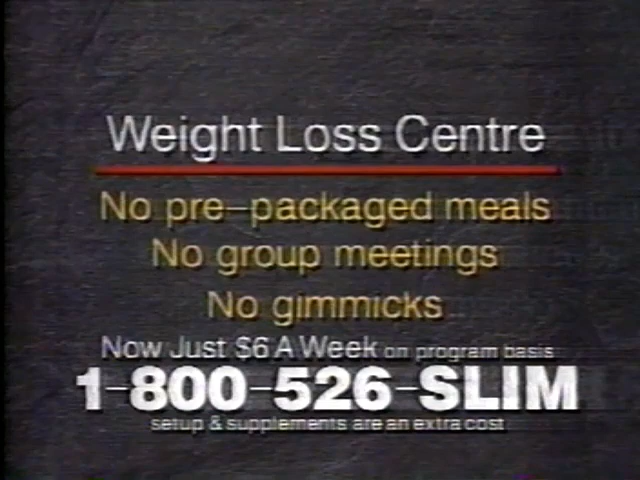 Weight Loss Centre
No pre-packaged meals
No group meetings
No gimmicks
Now Just $6 A Week on program basis
1-800-526-SLIM
setup & supplements are an extra cost